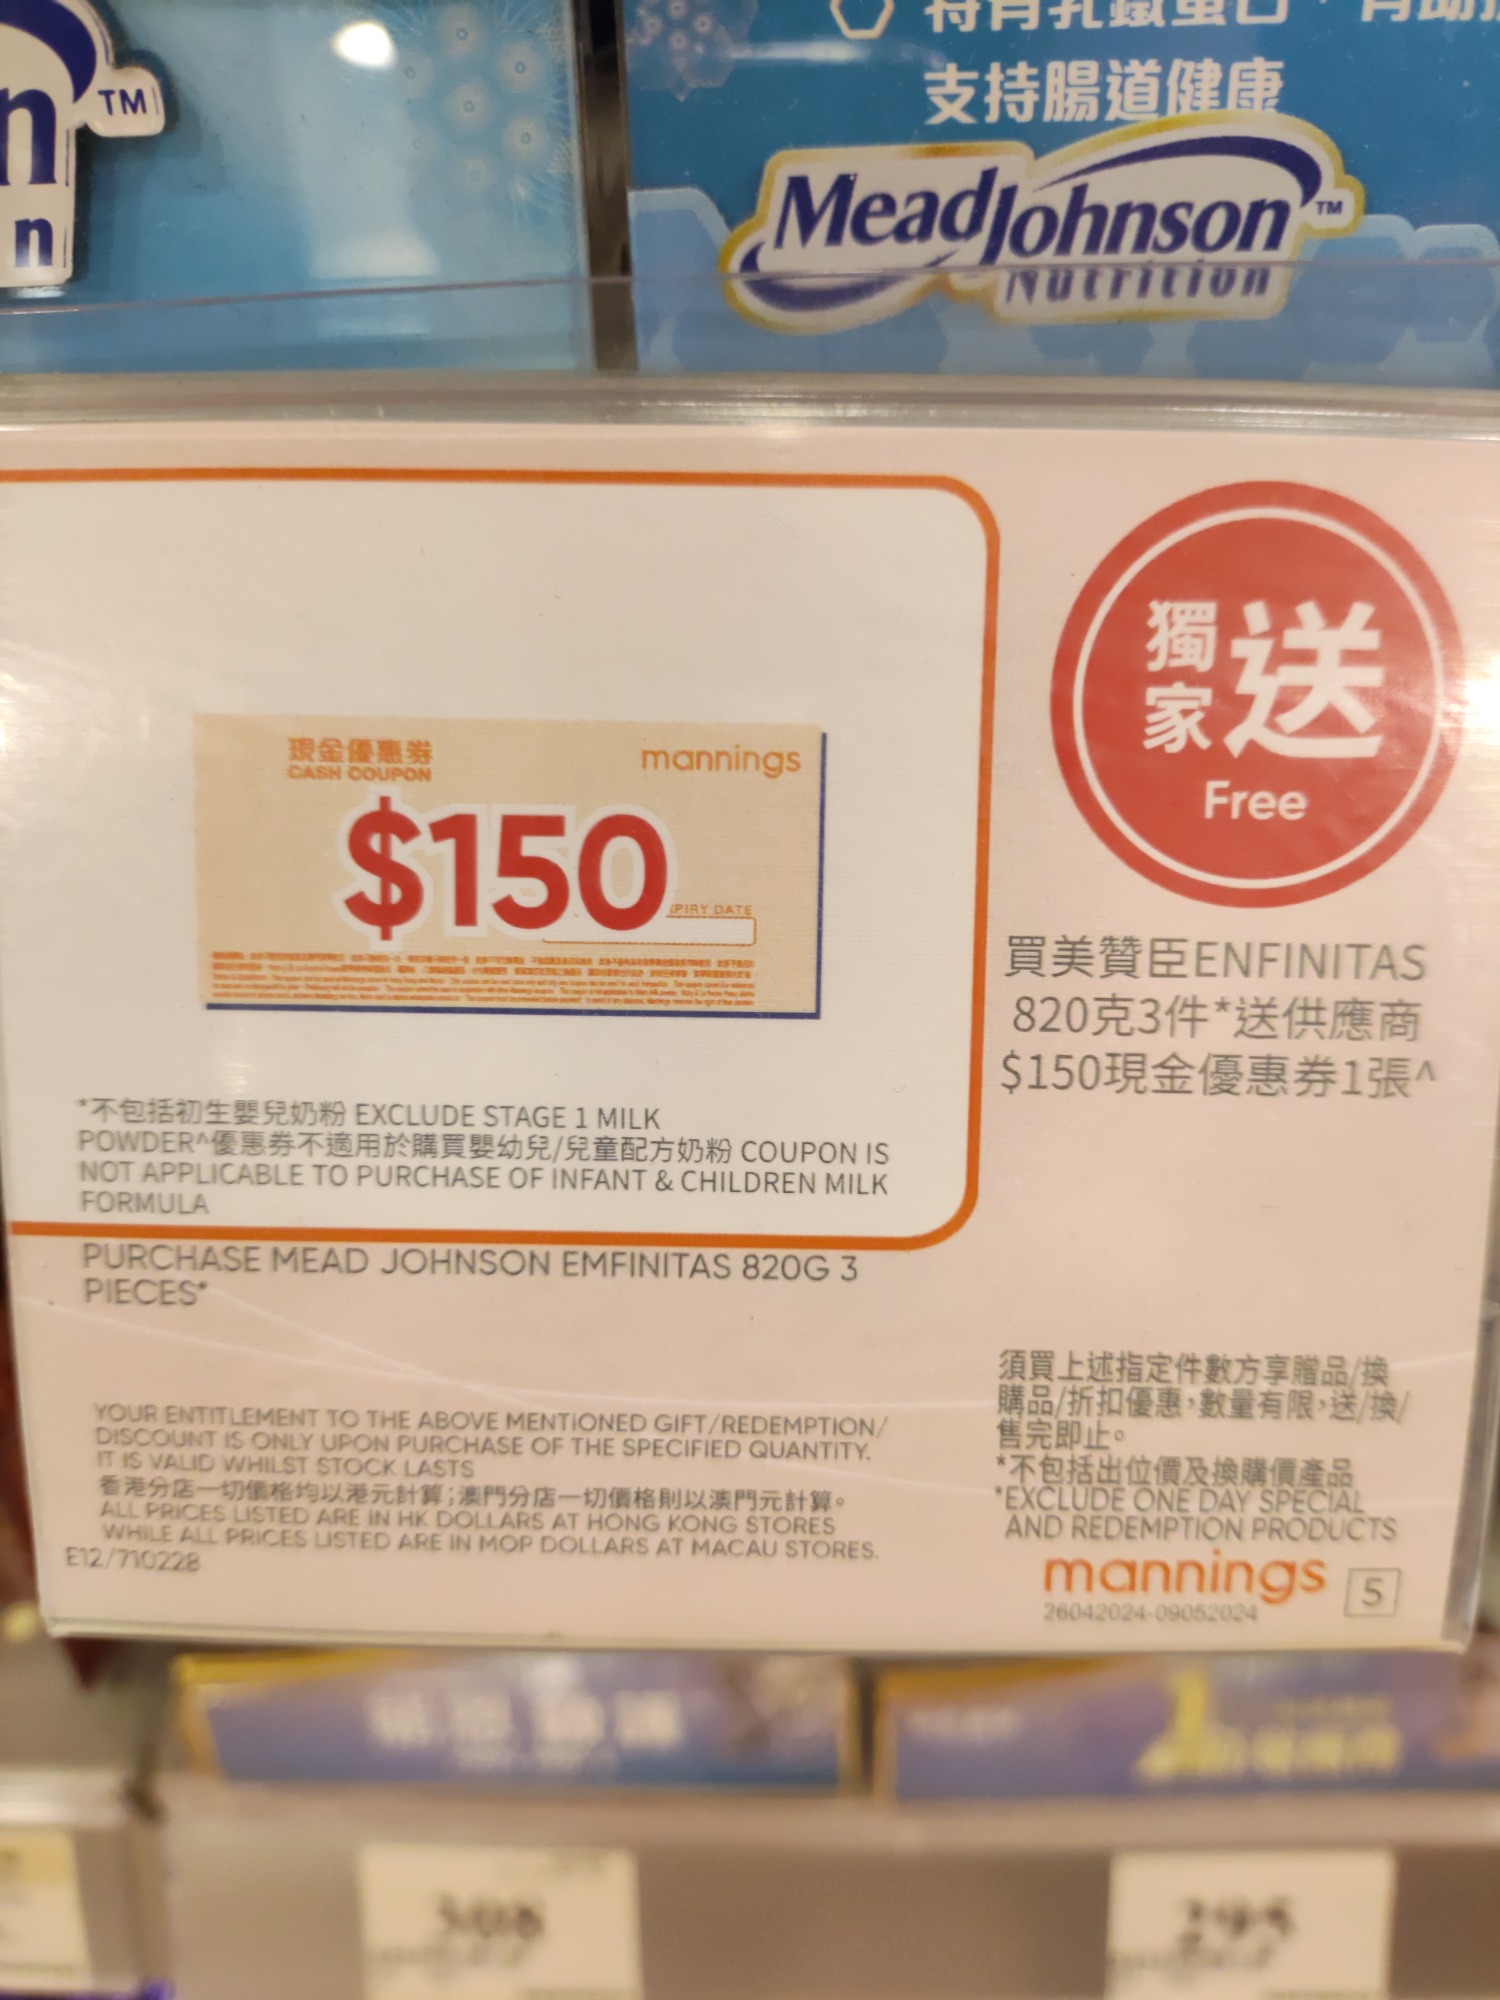 n TM
n
支持腸道健康
MeadJohnson TM
Nutrition
獨家送
Free
現金優惠券
CASH COUPON
mannings
$150
PIRY DATE
買美贊臣ENFINITAS
820克3件*送供應商
$150現金優惠券1張^
*不包括初生嬰兒奶粉 EXCLUDE STAGE 1 MILK
POWDER^優惠券不適用於購買嬰幼兒/兒童配方奶粉 COUPON IS
NOT APPLICABLE TO PURCHASE OF INFANT & CHILDREN MILK
FORMULA
PURCHASE MEAD JOHNSON EMFINITAS 820G 3
PIECES*
YOUR ENTITLEMENT TO THE ABOVE MENTIONED GIFT/REDEMPTION/
DISCOUNT IS ONLY UPON PURCHASE OF THE SPECIFIED QUANTITY.
IT IS VALID WHILST STOCK LASTS
香港分店一切價格均以港元計算;澳門分店一切價格則以澳門元計算。
ALL PRICES LISTED ARE IN HK DOLLARS AT HONG KONG STORES
WHILE ALL PRICES LISTED ARE IN MOP DOLLARS AT MACAU STORES.
E12/710228
須買上述指定件數方享贈品/換
購品/折扣優惠,數量有限,送/換/
售完即止。
*不包括出位價及換購價產品
*EXCLUDE ONE DAY SPECIAL
AND REDEMPTION PRODUCTS
mannings 5
26042024-09052024